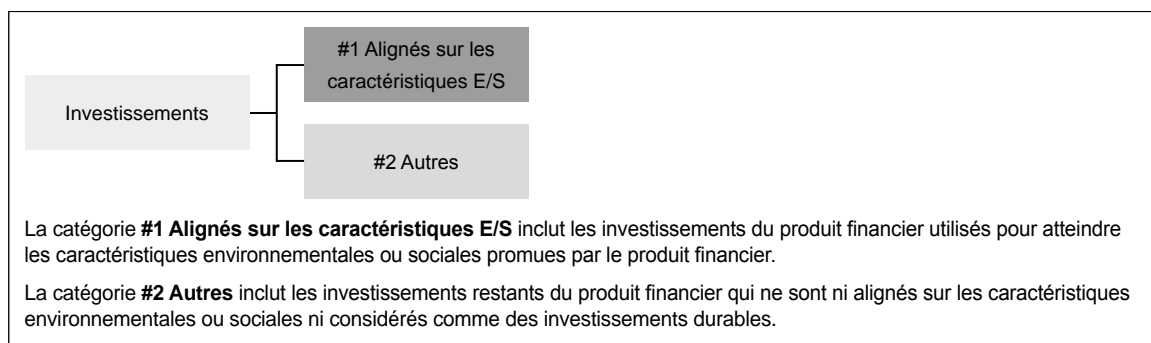 #1 Alignés sur les
caractéristiques E/S
Investissements
#2 Autres
La catégorie #1 Alignés sur les caractéristiques E/S inclut les investissements du produit financier utilisés pour atteindre
les caractéristiques environnementales ou sociales promues par le produit financier.
La catégorie #2 Autres inclut les investissements restants du produit financier qui ne sont ni alignés sur les caractéristiques
environnementales ou sociales ni considérés comme des investissements durables.